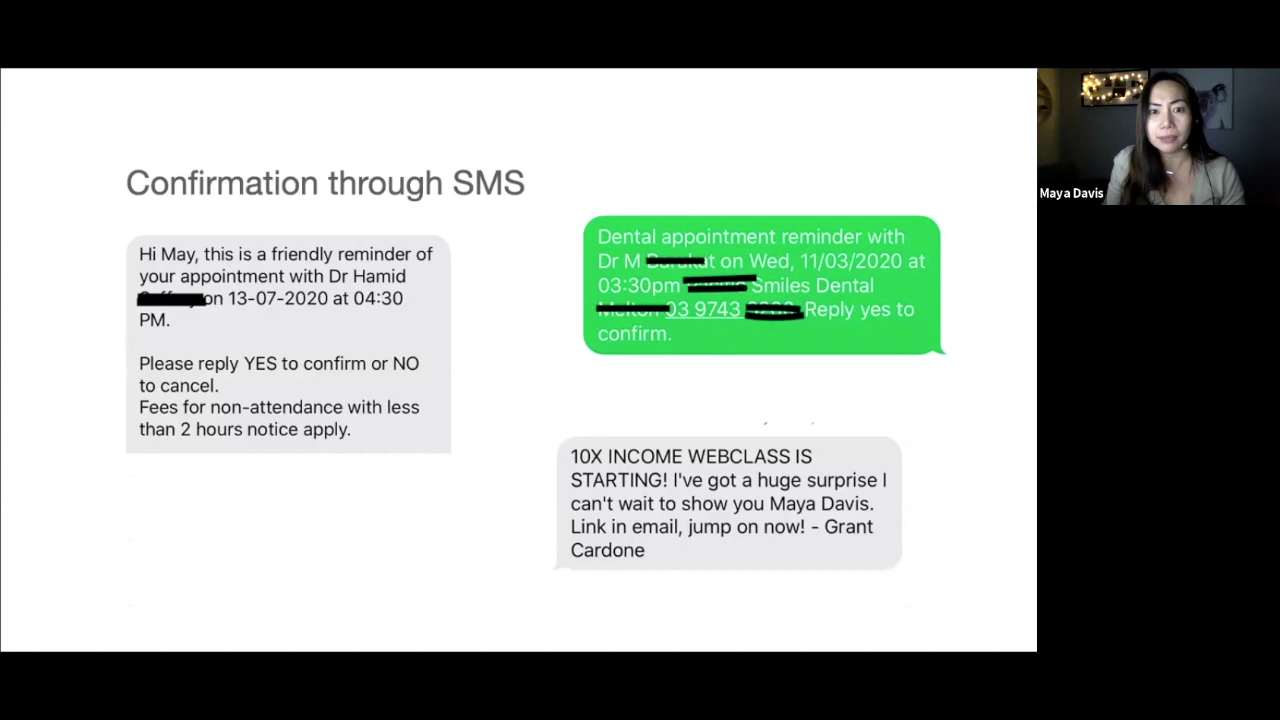 Confirmation through SMS
Hi May, this is a friendly reminder of
your appointment with Dr Hamid
on 13-07-2020 at 04:30
PM.
Please reply YES to confirm or NO
to cancel.
Fees for non-attendance with less
than 2 hours notice apply.
Dental appointment reminder with
Dr M on Wed, 11/03/2020 at
03:30pm Smiles Dental
03 9743 Reply yes to
confirm.
10X INCOME WEBCLASS IS
STARTING! I've got a huge surprise I
can't wait to show you Maya Davis.
Link in email, jump on now! - Grant
Cardone
Maya Davis